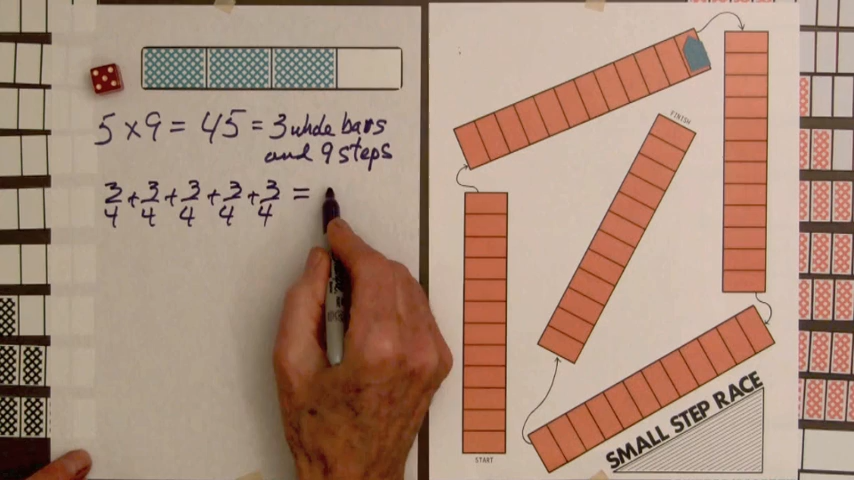 5 × 9 = 45 = 3 whole bars
and 9 steps
3/4 + 3/4 + 3/4 + 3/4 + 3/4 =
FINISH
START
SMALL STEP RACE